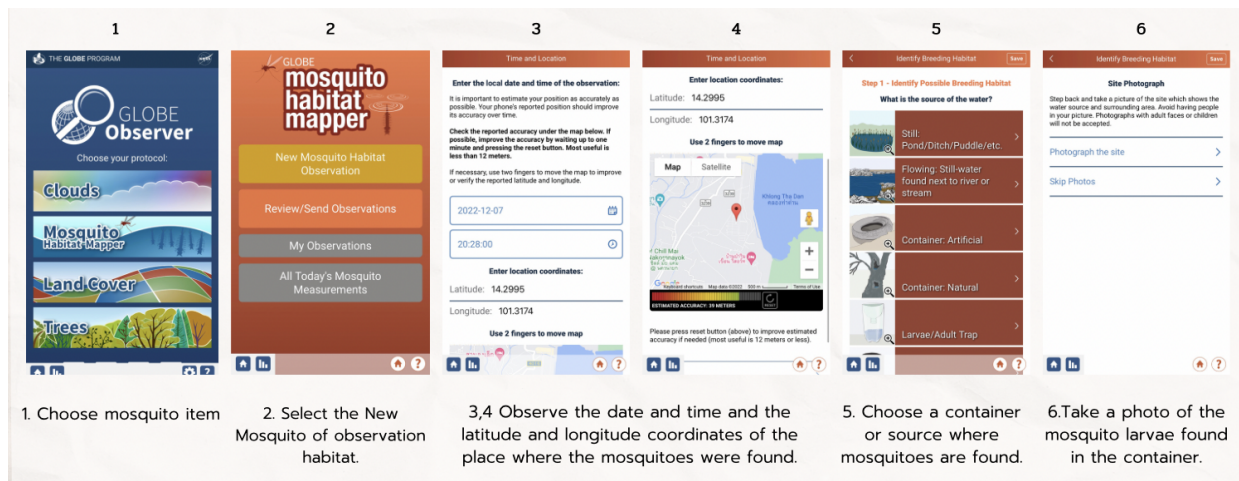 1
2
3
4
5
6
THE GLOBE PROGRAM
GLOBE
Observer
Choose your protocol:
Clouds
Mosquito
Habitat Mapper
Land Cover
Trees
GLOBE
mosquito
habitat
mapper
New Mosquito Habitat
Observation
Review/Send Observations
My Observations
All Today's Mosquito
Measurements
Time and Location
Enter the local date and time of the observation:
It is important to estimate your position as accurately as
possible. Your phone's reported position should improve
its accuracy over time.
Check the reported accuracy under the map below. If
possible, improve the accuracy by waiting up to one
minute and pressing the reset button. Most useful is
less than 12 meters.
If necessary, use two fingers to move the map to improve
or verify the reported latitude and longitude.
2022-12-07
20:28:00
Enter location coordinates:
Latitude: 14.2995
Longitude: 101.3174
Use 2 fingers to move map
Time and Location
Enter location coordinates:
Latitude: 14.2995
Longitude: 101.3174
Use 2 fingers to move map
Map
Satellite
Khlong Tha Dan
Google
Keyboard shortcuts
Map data ©2022
500 m
Terms of Use
ESTIMATED ACCURACY: 39 METERS
RESET
Please press reset button (above) to improve estimated
accuracy if needed (most useful is 12 meters or less).
Identify Breeding Habitat
Save
Step 1 - Identify Possible Breeding Habitat
What is the source of the water?
Still:
Pond/Ditch/Puddle/etc.
Flowing: Still-water
found next to river or
stream
Container: Artificial
Container: Natural
Larvae/Adult Trap
Identify Breeding Habitat
Save
Site Photograph
Step back and take a picture of the site which shows the
water source and surrounding area. Avoid having people
in your picture. Photographs with adult faces or children
will not be accepted.
Photograph the site
Skip Photos
1. Choose mosquito item
2. Select the New
Mosquito of observation
habitat.
3,4 Observe the date and time and the
latitude and longitude coordinates of the
place where the mosquitoes were found.
5. Choose a container
or source where
mosquitoes are found.
6.Take a photo of the
mosquito larvae found
in the container.